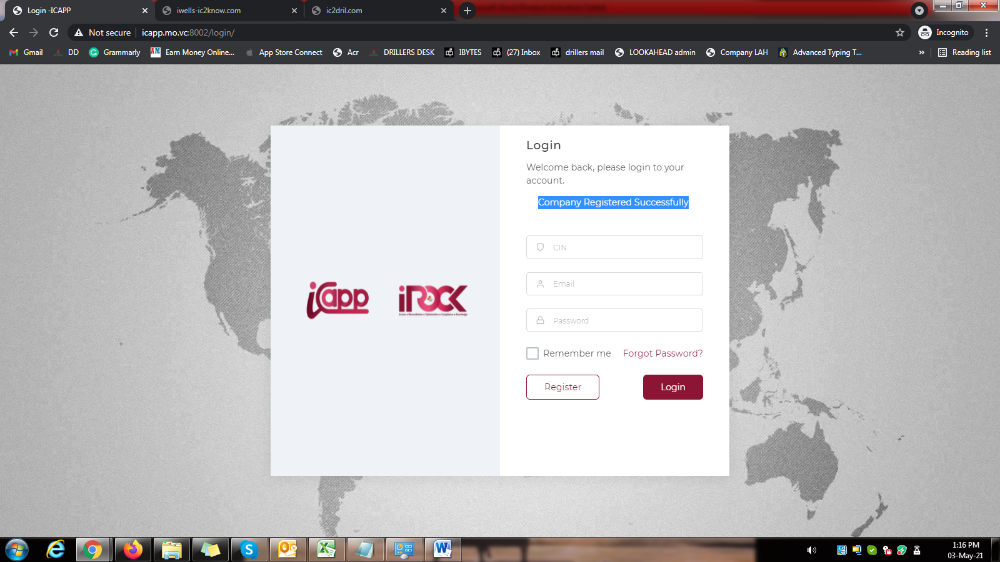 Login -ICAPP
iwells-ic2know.com
ic2dril.com
Not secure
icapp.mo.vc:8002/login/
Incognito
Gmail
DD
Grammarly
Earn Money Online...
App Store Connect
Acr
DRILLERS DESK
IBYTES
(27) Inbox
drillers mail
LOOKAHEAD admin
Company LAH
Advanced Typing T...
»
Reading list
Login
Welcome back, please login to your
account.
Company Registered Successfully
CIN
iCapp
iROCK
Email
Password
Remember me
Forgot Password?
Register
Login
1:16 PM
03-May-21